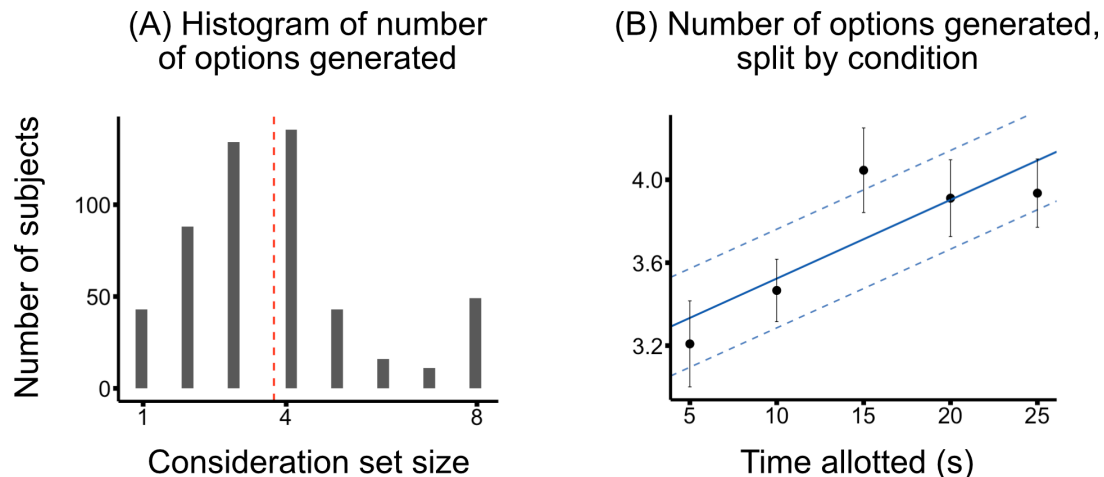 (A) Histogram of number
of options generated
Number of subjects
100
50
0
1
4
8
Consideration set size
(B) Number of options generated,
split by condition
4.0
3.6
3.2
5
10
15
20
25
Time allotted (s)